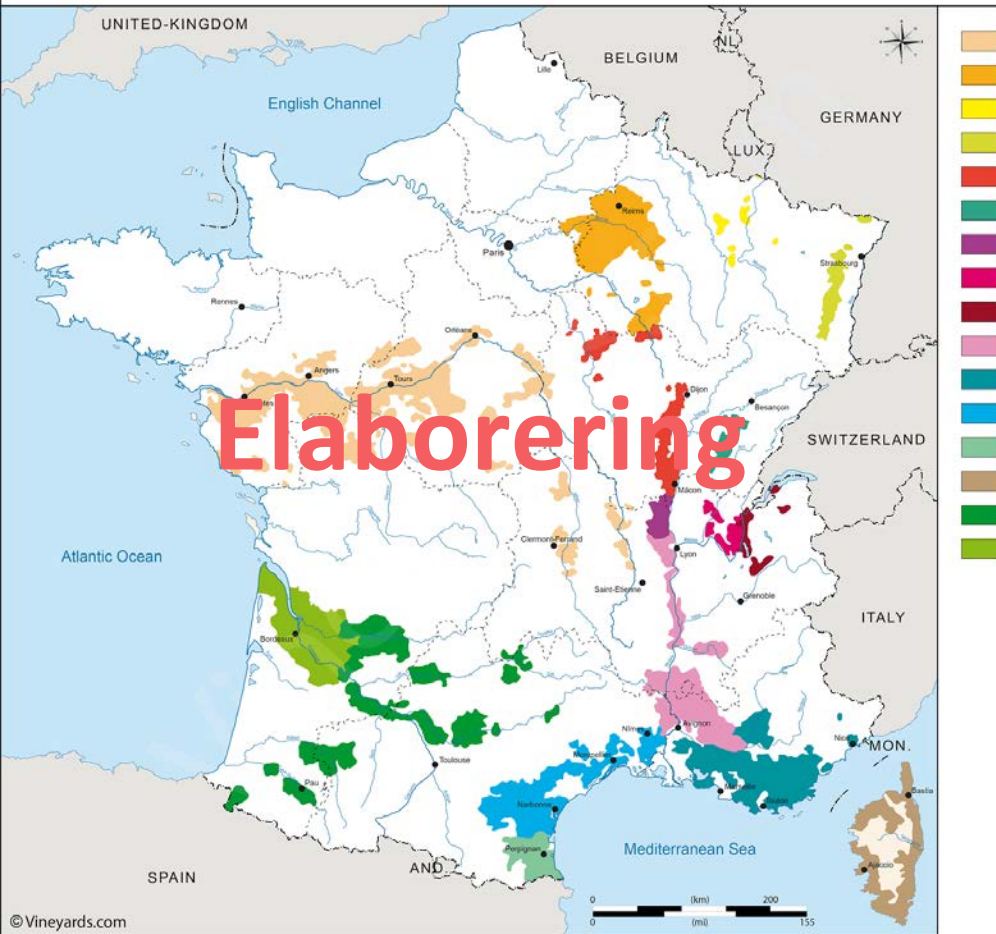 UNITED-KINGDOM
NL.
BELGIUM
Lille
English Channel
GERMANY
LUX.
Reims
Paris
Strasbourg
Rennes
Orléans
Angers
Tours
Dijon
Besançon
Elaborering
SWITZERLAND
Mâcon
Clermont-Ferrand
Atlantic Ocean
Lyon
Saint-Etienne
Grenoble
ITALY
Bordeaux
Avignon
Nîmes
Nice
MON.
Montpellier
Toulouse
Pau
Marseille
Toulon
Bastia
Narbonne
Mediterranean Sea
Perpignan
AND.
Ajaccio
SPAIN
0 (km) 200
0 (mi) 155
© Vineyards.com